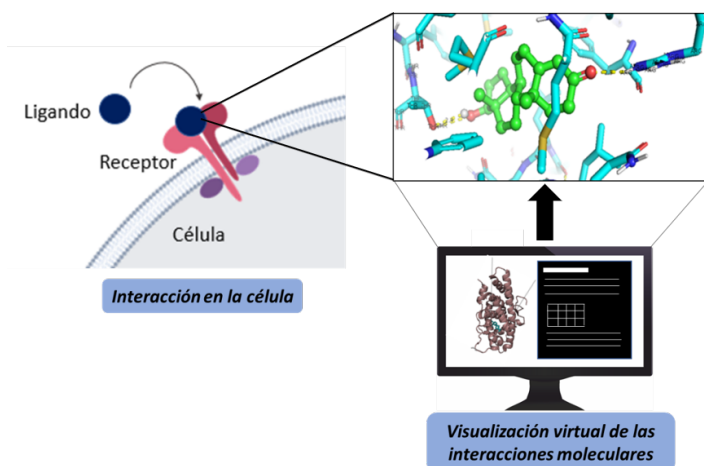 Ligando
Receptor
Célula
Interacción en la célula
Visualización virtual de las
interacciones moleculares